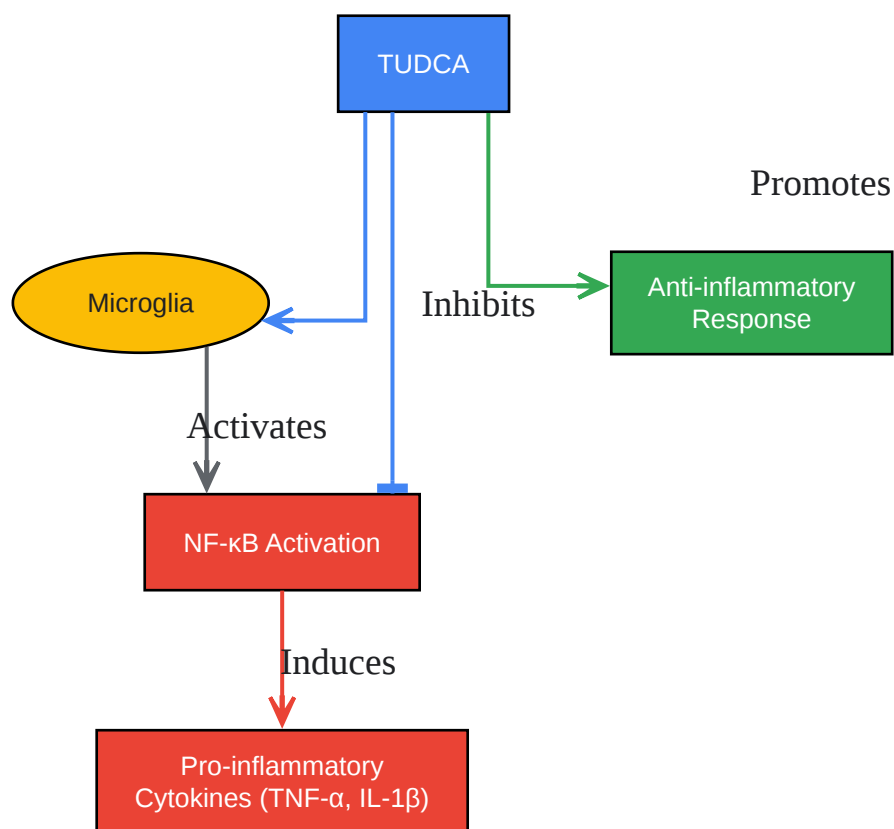 TUDCA
Promotes
Microglia
Inhibits
Anti-inflammatory
Response
Activates
NF-κB Activation
Induces
Pro-inflammatory
Cytokines (TNF-α, IL-1β)